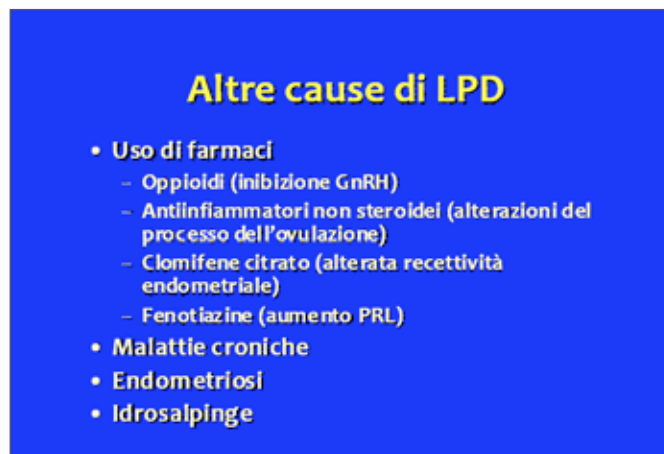 Altre cause di LPD
• Uso di farmaci
– Oppioidi (inibizione GnRH)
– Antiinfiammatori non steroidei (alterazioni del
processo dell'ovulazione)
– Clomifene citrato (alterata recettività
endometriale)
– Fenotiazine (aumento PRL)
• Malattie croniche
• Endometriosi
• Idrosalpinge